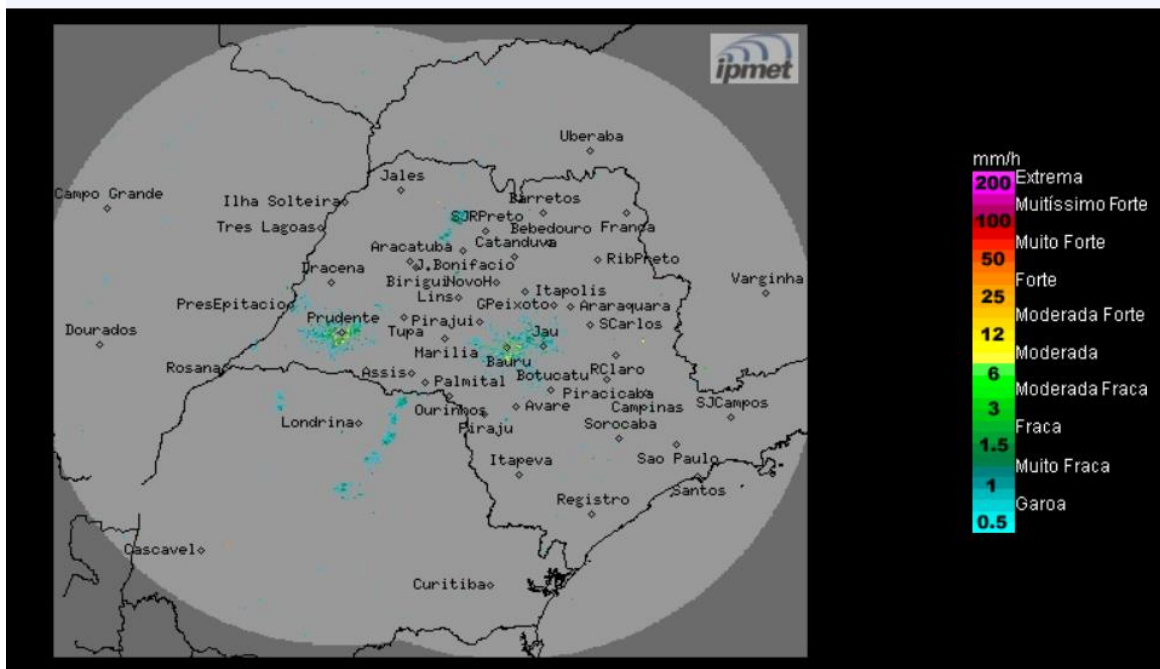 ipmet
Uberaba
Jales
Campo Grande
Ilha Solteira
Barretos
SJRPreto
Tres Lagoas
Bebedouro
Franca
Aracatuba
Catanduva
Dracena
J.Bonifacio
RibPreto
Birigui
NovoH
Varginha
Lins
Itapolis
PresEpitacio
GPeixoto
Araraquara
Prudente
Pirajui
Dourados
Tupa
Jau
SCarlos
Marilia
Bauru
Rosana
Assis
Botucatu
RClaro
Palmital
Piracicaba
Ourinhos
Avare
Campinas
SJCampos
Londrina
Piraju
Sorocaba
Itapeva
Sao Paulo
Santos
Registro
Cascavel
Curitiba
mm/h
200 Extrema
Muitíssimo Forte
100
Muito Forte
50
Forte
25
Moderada Forte
12
Moderada
6
Moderada Fraca
3
Fraca
1.5
Muito Fraca
1
Garoa
0.5